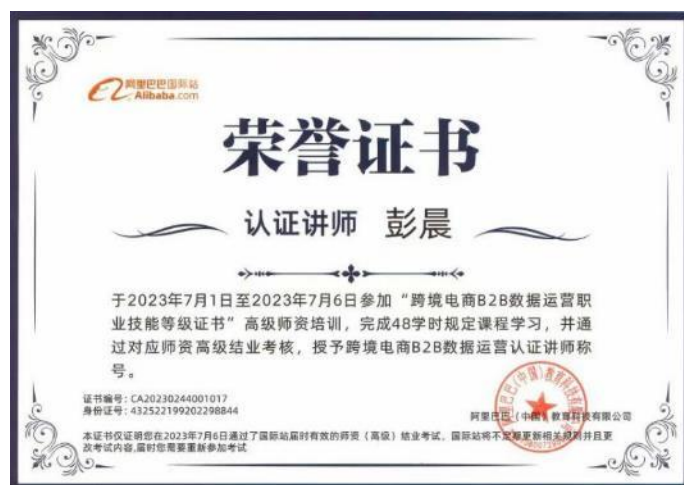 阿里巴巴国际站
Alibaba.com
荣誉证书
认证讲师 彭晨
于2023年7月1日至2023年7月6日参加“跨境电商B2B数据运营职
业技能等级证书”高级师资培训，完成48学时规定课程学习，并通
过对应师资高级结业考核，授予跨境电商B2B数据运营认证讲师称
号。
证书编号：CA20230244001017
身份证号：432522199202298844
阿里巴巴（中国）教育科技有限公司
本证书仅证明您在2023年7月6日通过了国际站届时有效的师资（高级）结业考试，国际站将不定期更新相关规则并且更
改考试内容,届时您需要重新参加考试